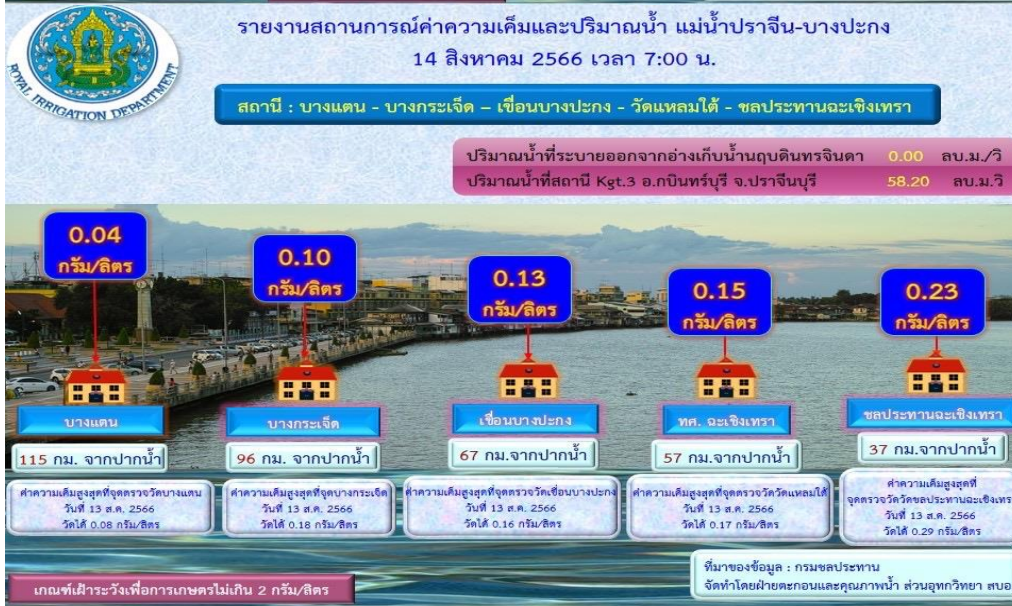 รายงานสถานการณ์ค่าความเค็มและปริมาณน้ำ แม่น้ำปราจีน-บางปะกง
14 สิงหาคม 2566 เวลา 7:00 น.
ROYAL IRRIGATION DEPARTMENT
สถานี : บางแตน - บางกระเจ็ด – เขื่อนบางปะกง - วัดแหลมใต้ - ชลประทานฉะเชิงเทรา
ปริมาณน้ำที่ระบายออกจากอ่างเก็บน้ำนฤบดินทรจินดา 0.00 ลบ.ม./วิ
ปริมาณน้ำที่สถานี Kgt.3 อ.กบินทร์บุรี จ.ปราจีนบุรี 58.20 ลบ.ม.วิ
0.04
กรัม/ลิตร
บางแตน
115 กม. จากปากน้ำ
ค่าความเค็มสูงสุดที่จุดตรวจวัดบางแตน
วันที่ 13 ส.ค. 2566
วัดได้ 0.08 กรัม/ลิตร
0.10
กรัม/ลิตร
บางกระเจ็ด
96 กม. จากปากน้ำ
ค่าความเค็มสูงสุดที่จุดบางกระเจ็ด
วันที่ 13 ส.ค. 2566
วัดได้ 0.18 กรัม/ลิตร
0.13
กรัม/ลิตร
เขื่อนบางปะกง
67 กม.จากปากน้ำ
ค่าความเค็มสูงสุดที่จุดตรวจวัดเขื่อนบางปะกง
วันที่ 13 ส.ค. 2566
วัดได้ 0.16 กรัม/ลิตร
0.15
กรัม/ลิตร
ทศ. ฉะเชิงเทรา
57 กม.จากปากน้ำ
ค่าความเค็มสูงสุดที่จุดตรวจวัดวัดแหลมใต้
วันที่ 13 ส.ค. 2566
วัดได้ 0.17 กรัม/ลิตร
0.23
กรัม/ลิตร
ชลประทานฉะเชิงเทรา
37 กม.จากปากน้ำ
ค่าความเค็มสูงสุดที่
จุดตรวจวัดวัดชลประทานฉะเชิงเทร
วันที่ 13 ส.ค. 2566
วัดได้ 0.29 กรัม/ลิตร
เกณฑ์เฝ้าระวังเพื่อการเกษตรไม่เกิน 2 กรัม/ลิตร
ที่มาของข้อมูล : กรมชลประทาน
จัดทำโดยฝ่ายตะกอนและคุณภาพน้ำ ส่วนอุทกวิทยา สบอ